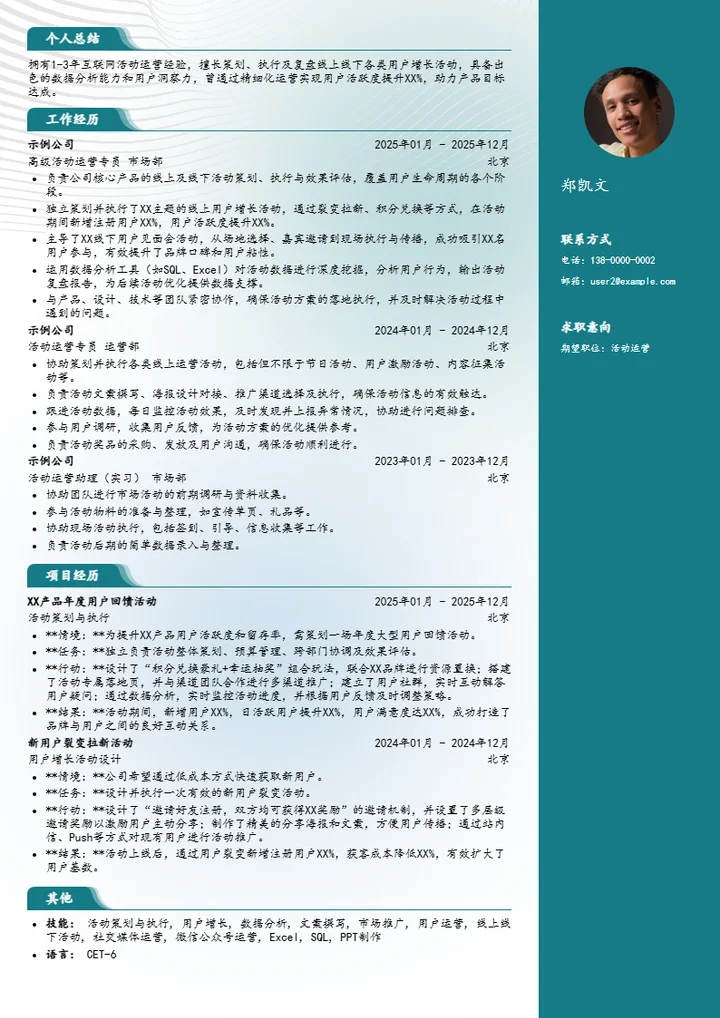 个人总结
拥有1-3年互联网活动运营经验，擅长策划、执行及复盘线上线下各类用户增长活动，具备出
色的数据分析能力和用户洞察力，曾通过精细化运营实现用户活跃度提升XX%，助力产品目标
达成。
工作经历
示例公司 2025年01月 - 2025年12月
高级活动运营专员 市场部 北京
• 负责公司核心产品的线上及线下活动策划、执行与效果评估，覆盖用户生命周期的各个阶
段。
• 独立策划并执行了XX主题的线上用户增长活动，通过裂变拉新、积分兑换等方式，在活动
期间新增注册用户XX%，用户活跃度提升XX%。
• 主导了XX线下用户见面会活动，从场地选择、嘉宾邀请到现场执行与传播，成功吸引XX名
用户参与，有效提升了品牌口碑和用户粘性。
• 运用数据分析工具（如SQL、Excel）对活动数据进行深度挖掘，分析用户行为，输出活动
复盘报告，为后续活动优化提供数据支撑。
• 与产品、设计、技术等团队紧密协作，确保活动方案的落地执行，并及时解决活动过程中
遇到的问题。
示例公司 2024年01月 - 2024年12月
活动运营专员 运营部 北京
• 协助策划并执行各类线上运营活动，包括但不限于节日活动、用户激励活动、内容征集活
动等。
• 负责活动文案撰写、海报设计对接、推广渠道选择及执行，确保活动信息的有效触达。
• 跟进活动数据，每日监控活动效果，及时发现并上报异常情况，协助进行问题排查。
• 参与用户调研，收集用户反馈，为活动方案的优化提供参考。
• 负责活动奖品的采购、发放及用户沟通，确保活动顺利进行。
示例公司 2023年01月 - 2023年12月
活动运营助理（实习） 市场部 北京
• 协助团队进行市场活动的前期调研与资料收集。
• 参与活动物料的准备与整理，如宣传单页、礼品等。
• 协助现场活动执行，包括签到、引导、信息收集等工作。
• 负责活动后期的简单数据录入与整理。
项目经历
XX产品年度用户回馈活动 2025年01月 - 2025年12月
活动策划与执行 北京
• **情境：**为提升XX产品用户活跃度和留存率，需策划一场年度大型用户回馈活动。
• **任务：**独立负责活动整体策划、预算管理、跨部门协调及效果评估。
• **行动：**设计了“积分兑换豪礼+幸运抽奖”组合玩法，联合XX品牌进行资源置换；搭建
了活动专属落地页，并与渠道团队合作进行多渠道推广；建立了用户社群，实时互动解答
用户疑问；通过数据分析，实时监控活动进度，并根据用户反馈及时调整策略。
• **结果：**活动期间，新增用户XX%，日活跃用户提升XX%，用户满意度达XX%，成功打造了
品牌与用户之间的良好互动关系。
新用户裂变拉新活动 2024年01月 - 2024年12月
用户增长活动设计 北京
• **情境：**公司希望通过低成本方式快速获取新用户。
• **任务：**设计并执行一次有效的新用户裂变活动。
• **行动：**设计了“邀请好友注册，双方均可获得XX奖励”的邀请机制，并设置了多层级
邀请奖励以激励用户主动分享；制作了精美的分享海报和文案，方便用户传播；通过站内
信、Push等方式对现有用户进行活动推广。
• **结果：**活动上线后，通过用户裂变新增注册用户XX%，获客成本降低XX%，有效扩大了
用户基数。
其他
• 技能： 活动策划与执行，用户增长，数据分析，文案撰写，市场推广，用户运营，线上线
下活动，社交媒体运营，微信公众号运营，Excel，SQL，PPT制作
• 语言： CET-6
郑凯文
联系方式
电话：138-0000-0002
邮箱：user2@example.com
求职意向
期望职位：活动运营